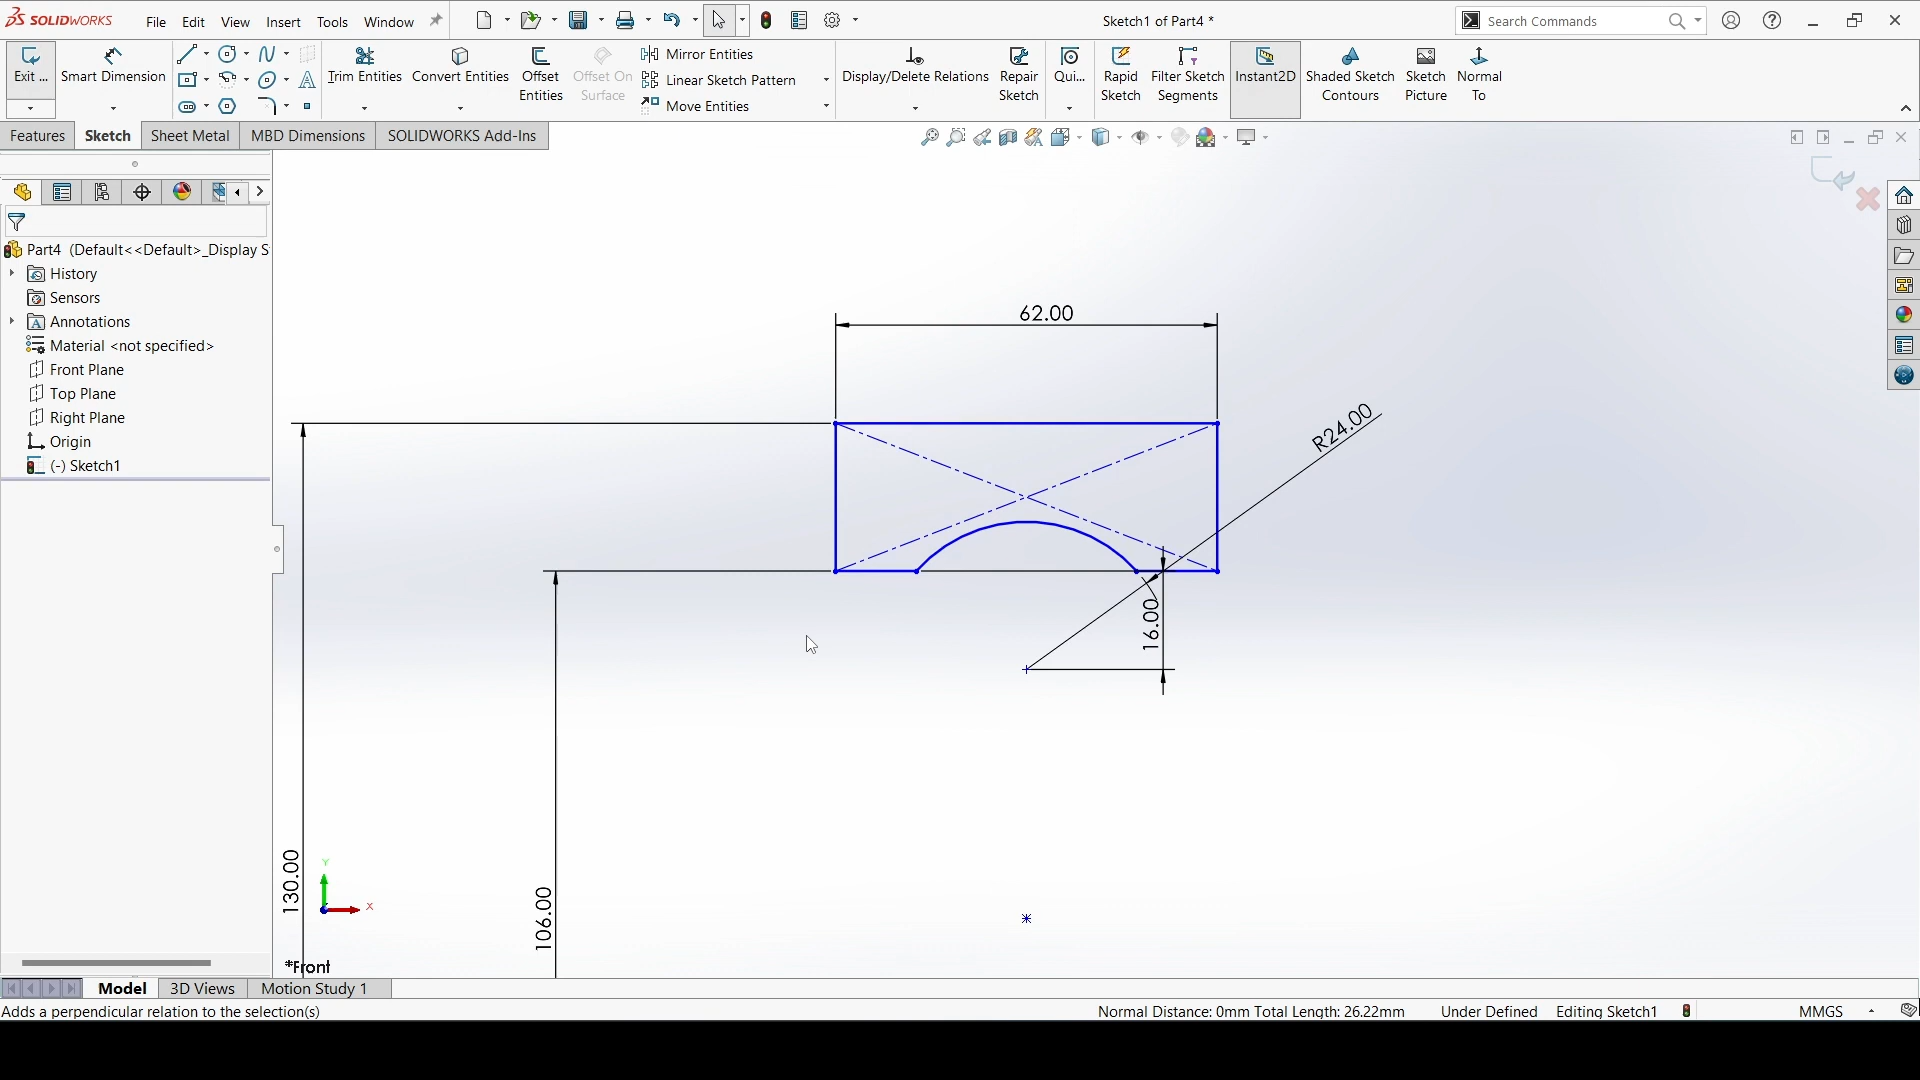 SOLIDWORKS
File Edit View Insert Tools Window
Sketch1 of Part4 *
Search Commands
Exit ...
Smart Dimension
Trim Entities
Convert Entities
Offset Entities
Offset On Surface
Mirror Entities
Linear Sketch Pattern
Move Entities
Display/Delete Relations
Repair Sketch
Qui...
Rapid Sketch
Filter Sketch Segments
Instant2D
Shaded Sketch Contours
Sketch Picture
Normal To
Features Sketch Sheet Metal MBD Dimensions SOLIDWORKS Add-Ins
Part4 (Default<<Default>_Display S
History
Sensors
Annotations
Material <not specified>
Front Plane
Top Plane
Right Plane
Origin
(-) Sketch1
62.00
R24.00
16.00
130.00
106.00
Y
X
*Front
Model 3D Views Motion Study 1
Adds a perpendicular relation to the selection(s)
Normal Distance: 0mm Total Length: 26.22mm Under Defined Editing Sketch1 MMGS